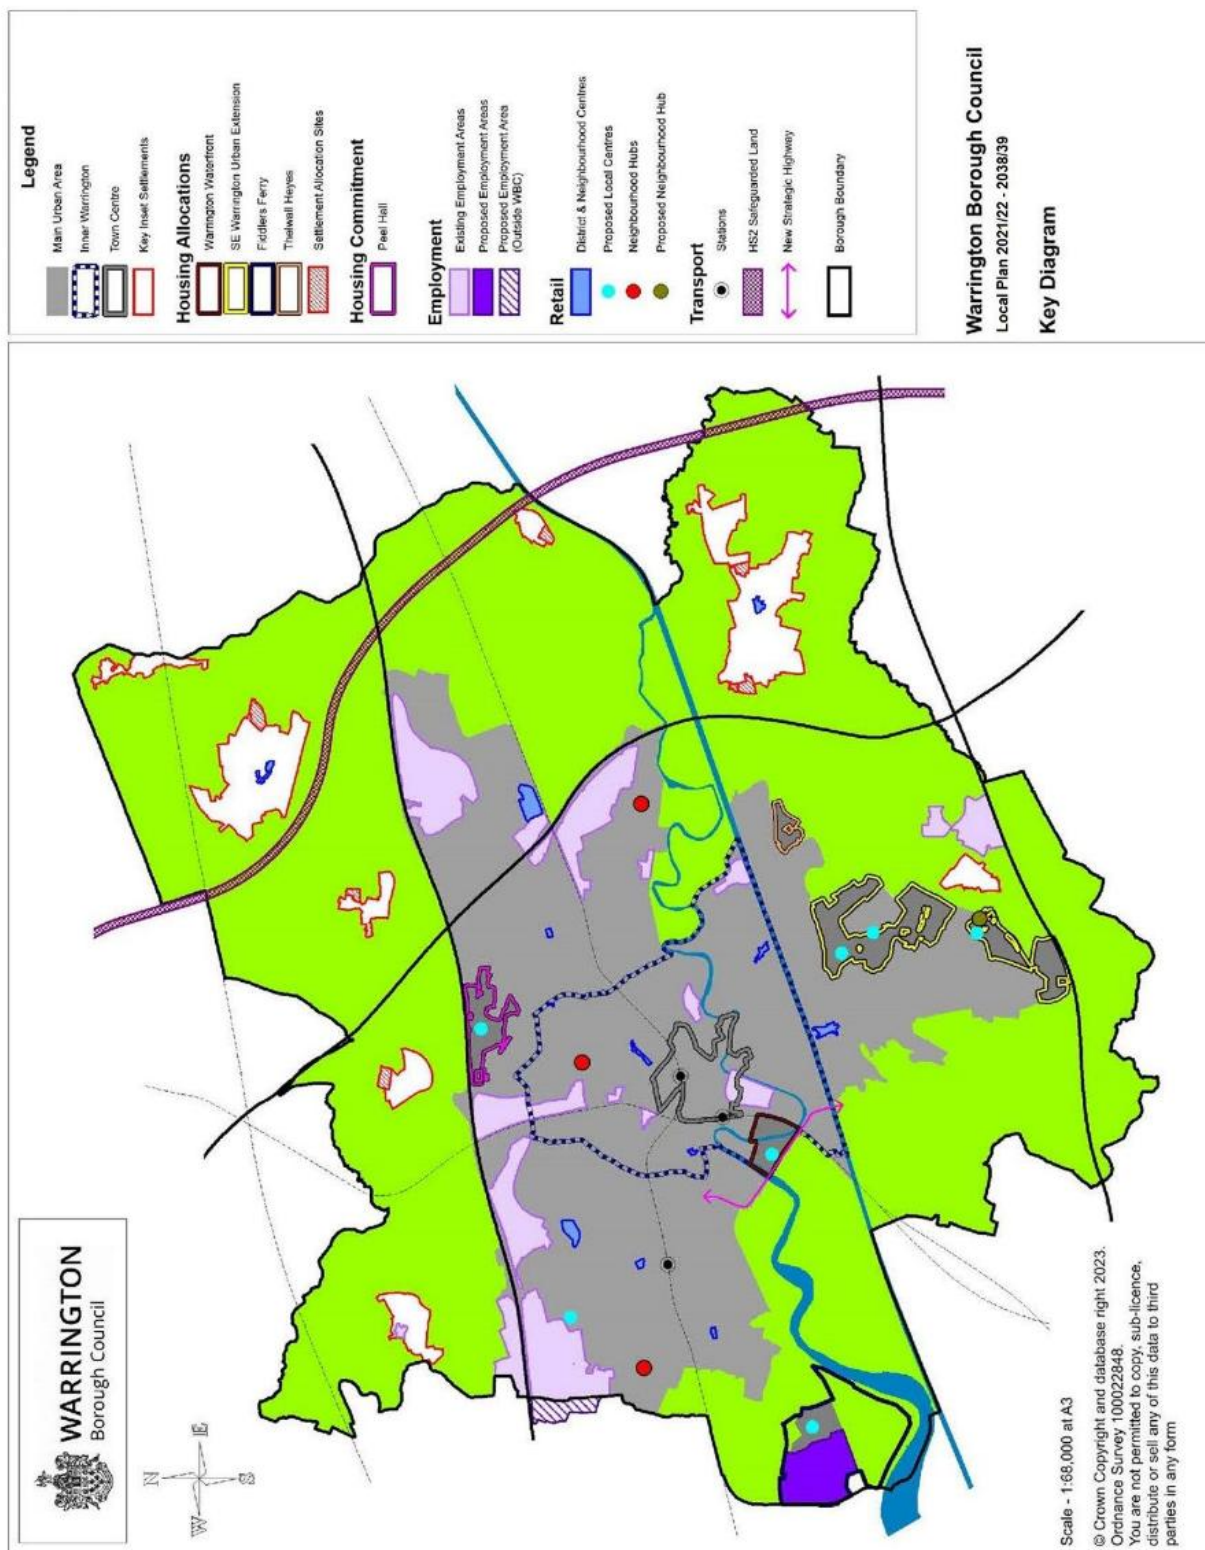 WARRINGTON
Borough Council
N
W
E
S
Scale - 1:68,000 at A3
© Crown Copyright and database right 2023.
Ordnance Survey 100022848.
You are not permitted to copy, sub-licence,
distribute or sell any of this data to third
parties in any form
Legend
Main Urban Area
Inner Warrington
Town Centre
Key Inset Settlements
Housing Allocations
Warrington Waterfront
SE Warrington Urban Extension
Fiddlers Ferry
Thelwall Heyes
Settlement Allocation Sites
Housing Commitment
Peel Hall
Employment
Existing Employment Areas
Proposed Employment Areas
Proposed Employment Area
(Outside WBC)
Retail
District & Neighbourhood Centres
Proposed Local Centres
Neighbourhood Hubs
Proposed Neighbourhood Hub
Transport
Stations
HS2 Safeguarded Land
New Strategic Highway
Borough Boundary
Warrington Borough Council
Local Plan 2021/22 - 2038/39
Key Diagram